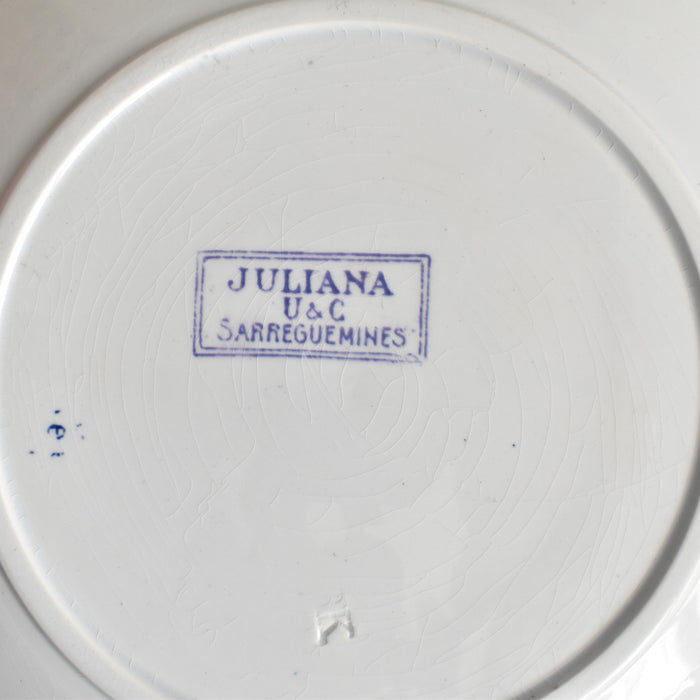 JULIANA
U & C
SARREGUEMINES
K